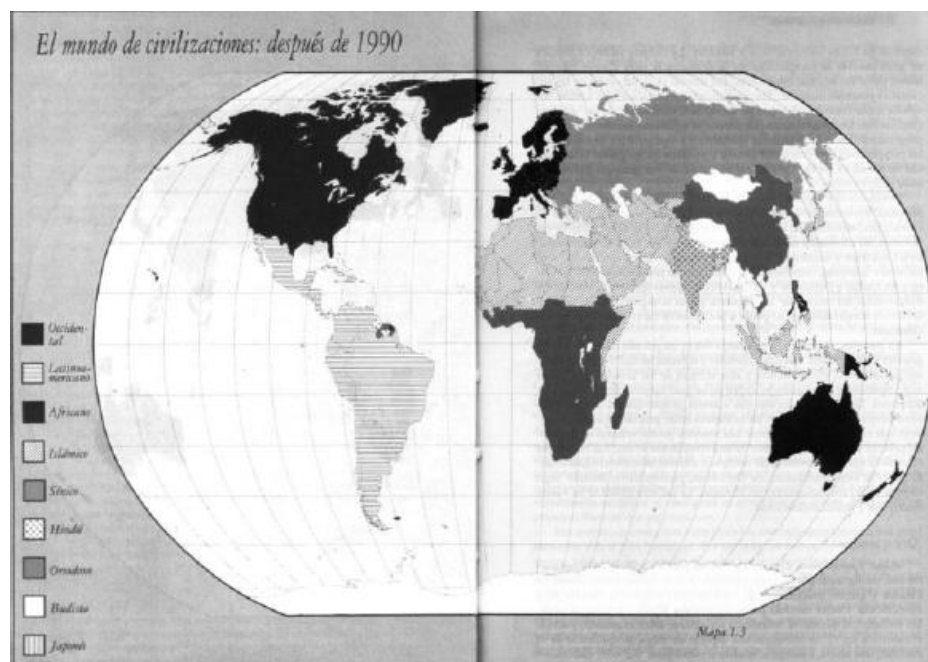 El mundo de civilizaciones: después de 1990
Occiden-
tal
Latinoa-
mericano
Africano
Islámico
Sínico
Hindú
Ortodoxo
Budista
Japonés
Mapa 1.3